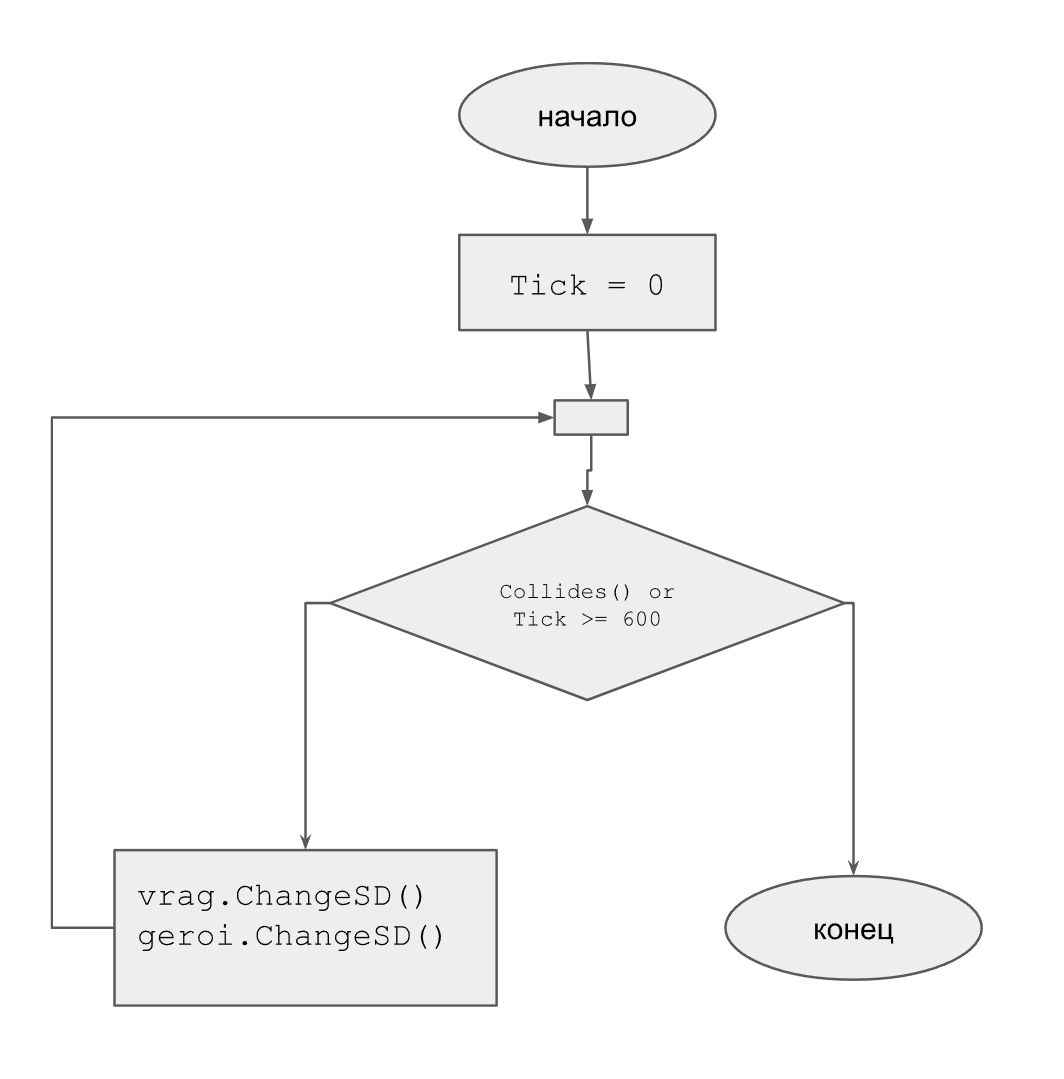 начало
Tick = 0
Collides() or
Tick >= 600
vrag.ChangeSD()
geroi.ChangeSD()
конец